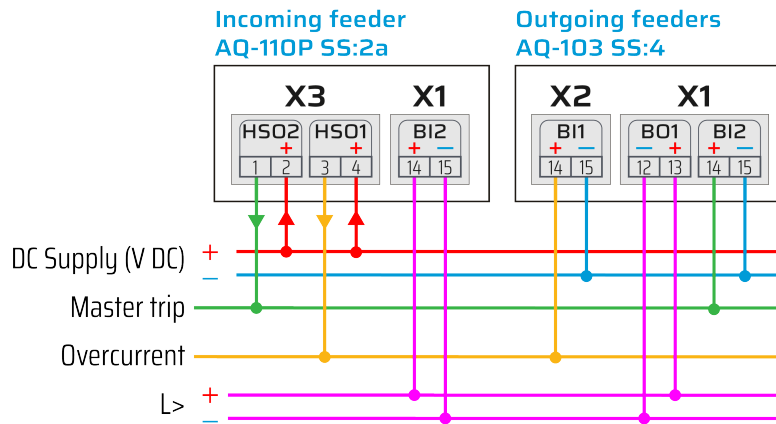 Incoming feeder
AQ-110P SS:2a
Outgoing feeders
AQ-103 SS:4
X3 X1 X2 X1
HSO2 HSO1 BI2 BI1 BO1 BI2
+ + + – + – – + + –
1 2 3 4 14 15 14 15 12 13 14 15
DC Supply (V DC) +
–
Master trip
Overcurrent
L> +
–